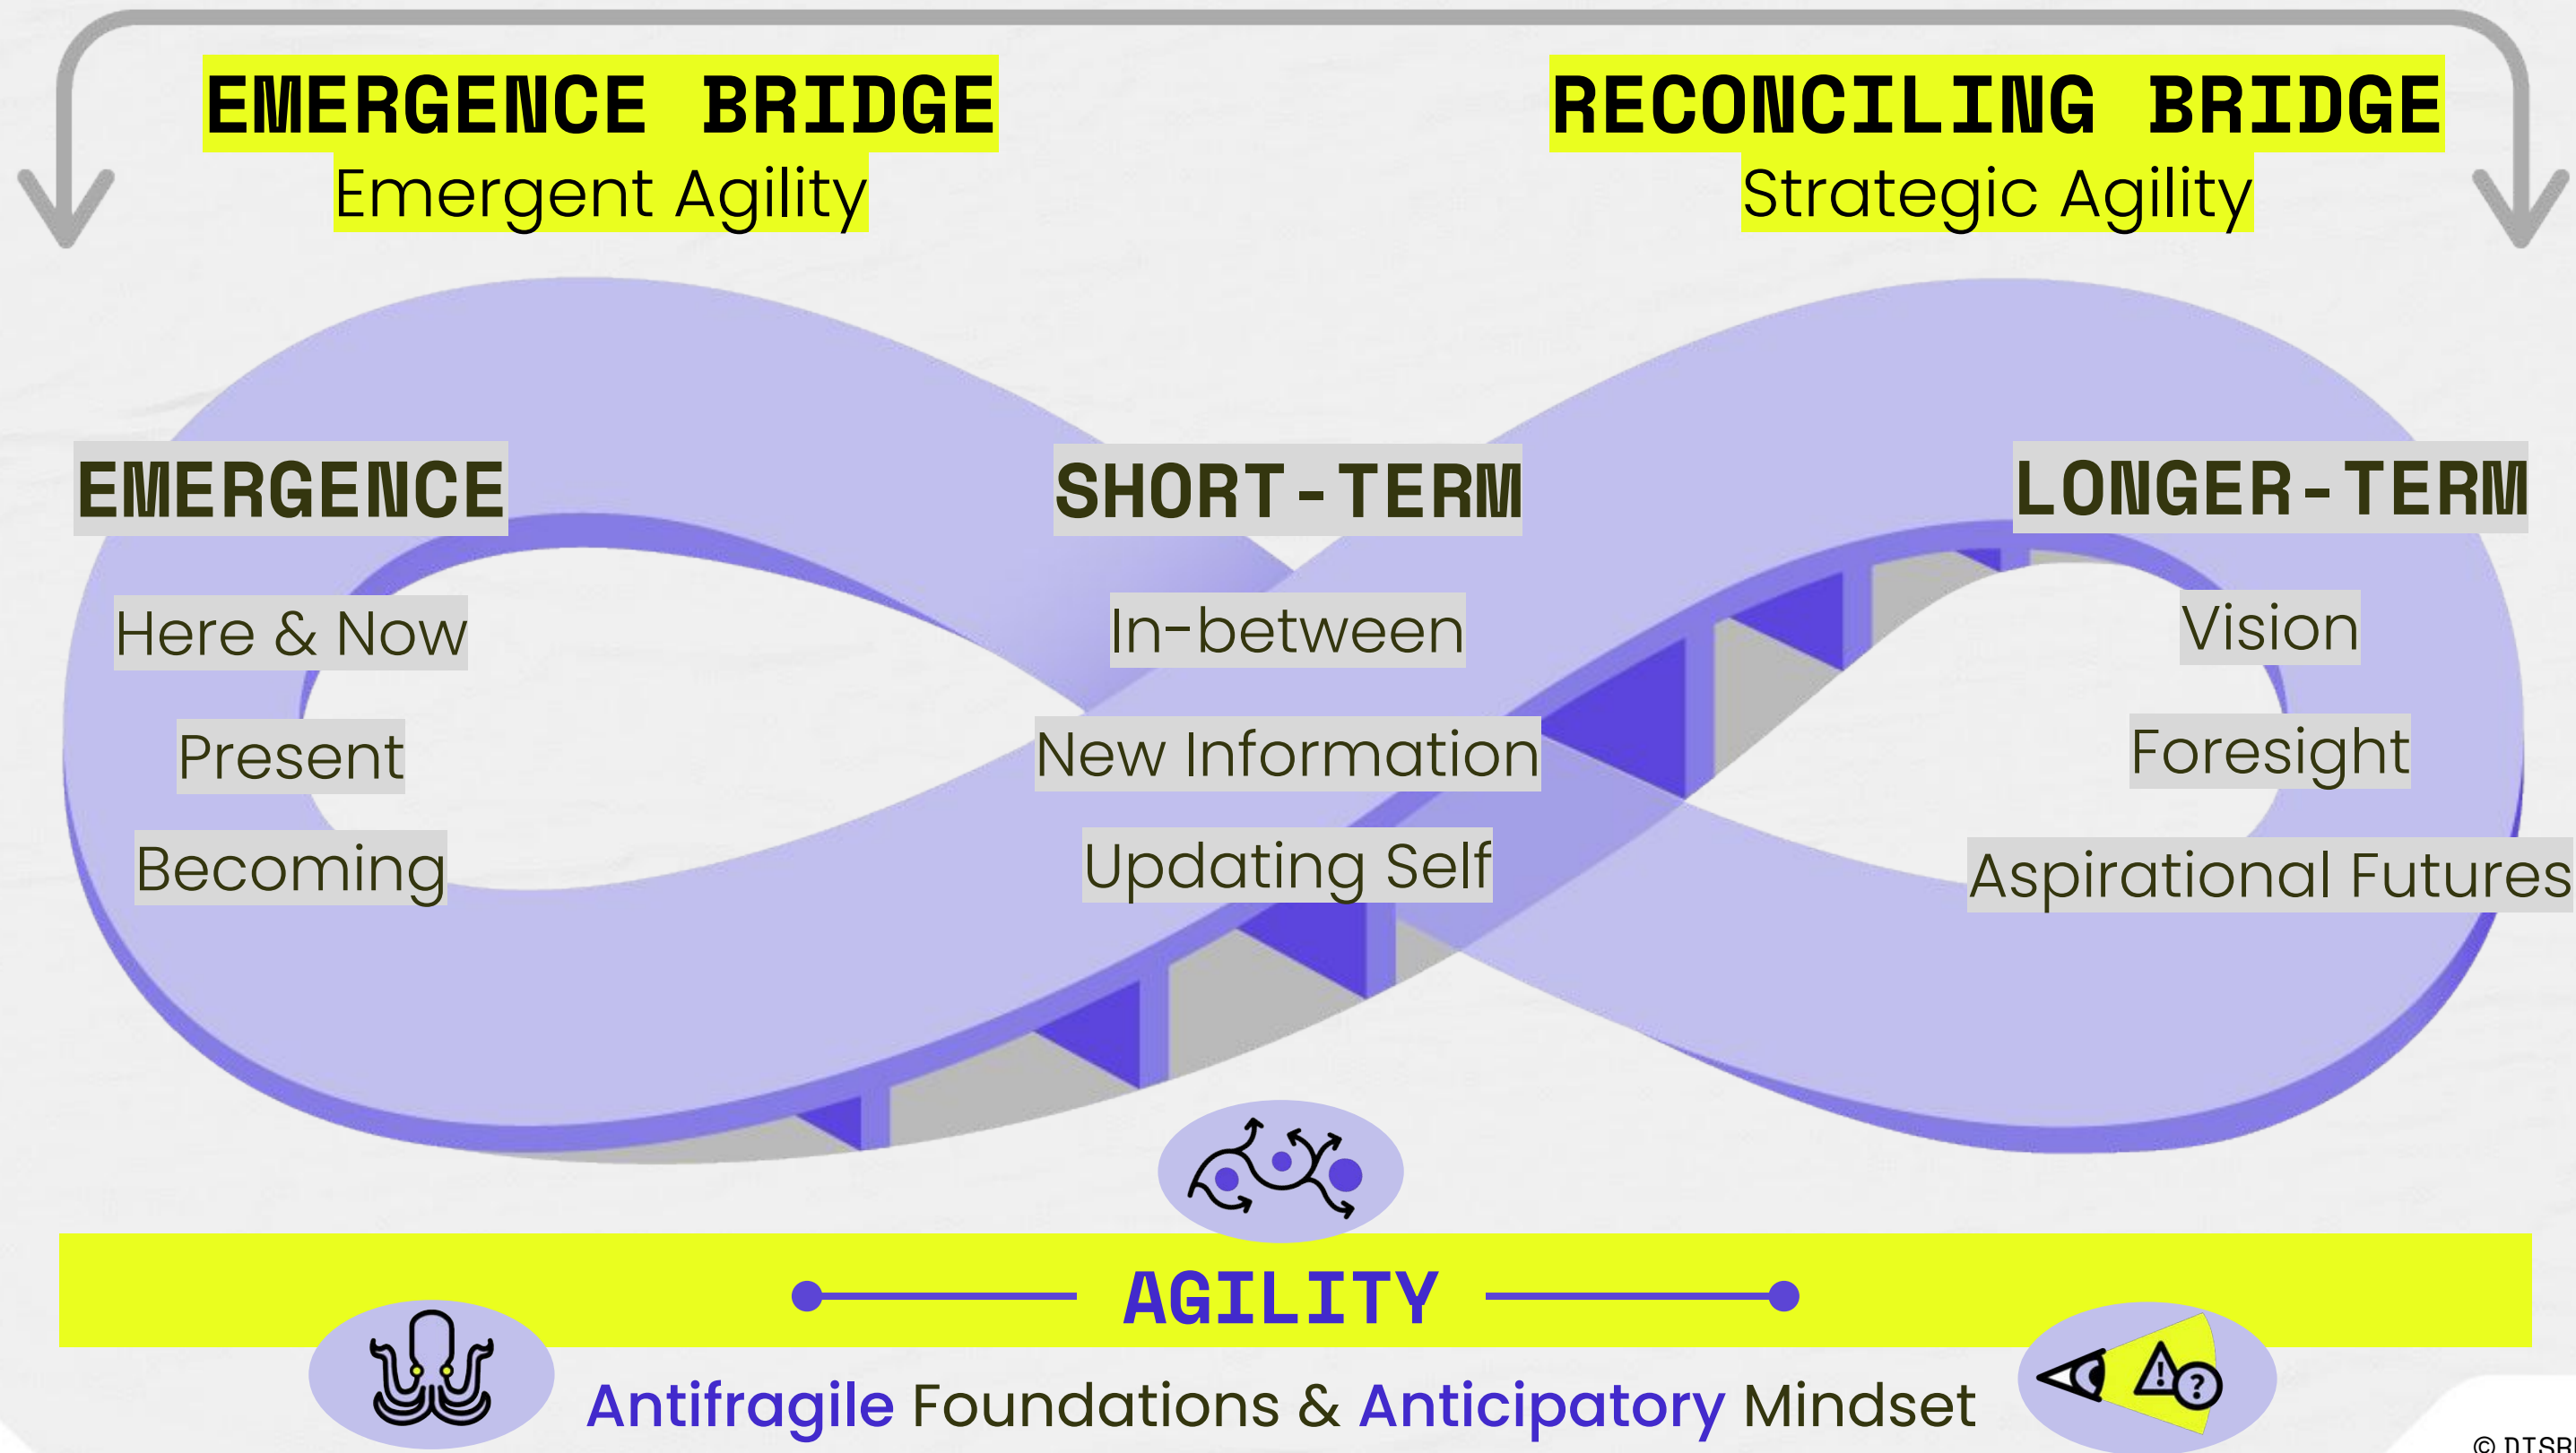 EMERGENCE BRIDGE
Emergent Agility
RECONCILING BRIDGE
Strategic Agility
EMERGENCE
Here & Now
Present
Becoming
SHORT-TERM
In-between
New Information
Updating Self
LONGER-TERM
Vision
Foresight
Aspirational Futures
AGILITY
Antifragile Foundations & Anticipatory Mindset
! ?
©